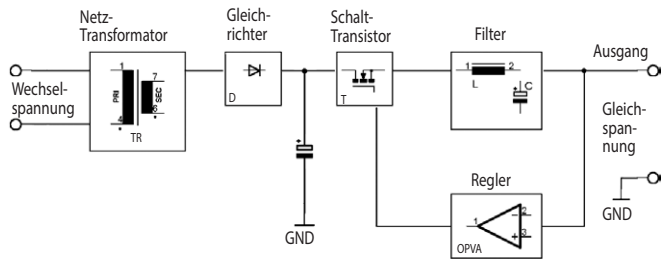 Netz-
Transformator
Gleich-
richter
Schalt-
Transistor
Filter
Ausgang
Wechsel-
spannung
1
7
PRI
SEC
4
6
TR
D
+
GND
T
1
2
L
+
C
Gleich-
span-
nung
GND
Regler
1
2
3
−
+
OPVA